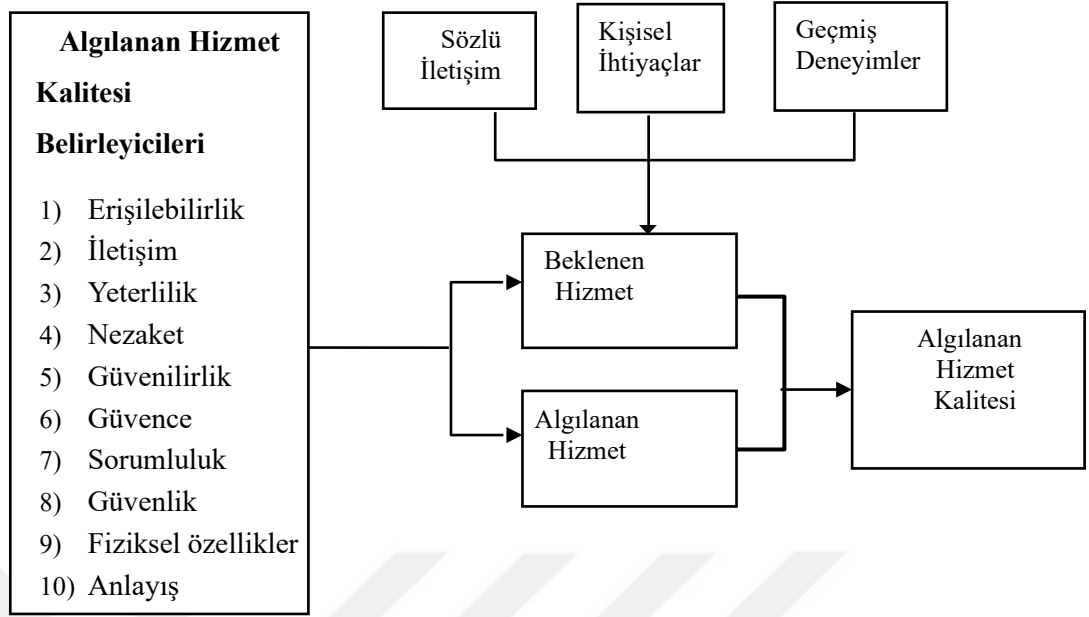 Algılanan Hizmet
Kalitesi
Belirleyicileri
1) Erişilebilirlik
2) İletişim
3) Yeterlilik
4) Nezaket
5) Güvenilirlik
6) Güvence
7) Sorumluluk
8) Güvenlik
9) Fiziksel özellikler
10) Anlayış
Sözlü
İletişim
Kişisel
İhtiyaçlar
Geçmiş
Deneyimler
Beklenen
Hizmet
Algılanan
Hizmet
Algılanan
Hizmet
Kalitesi